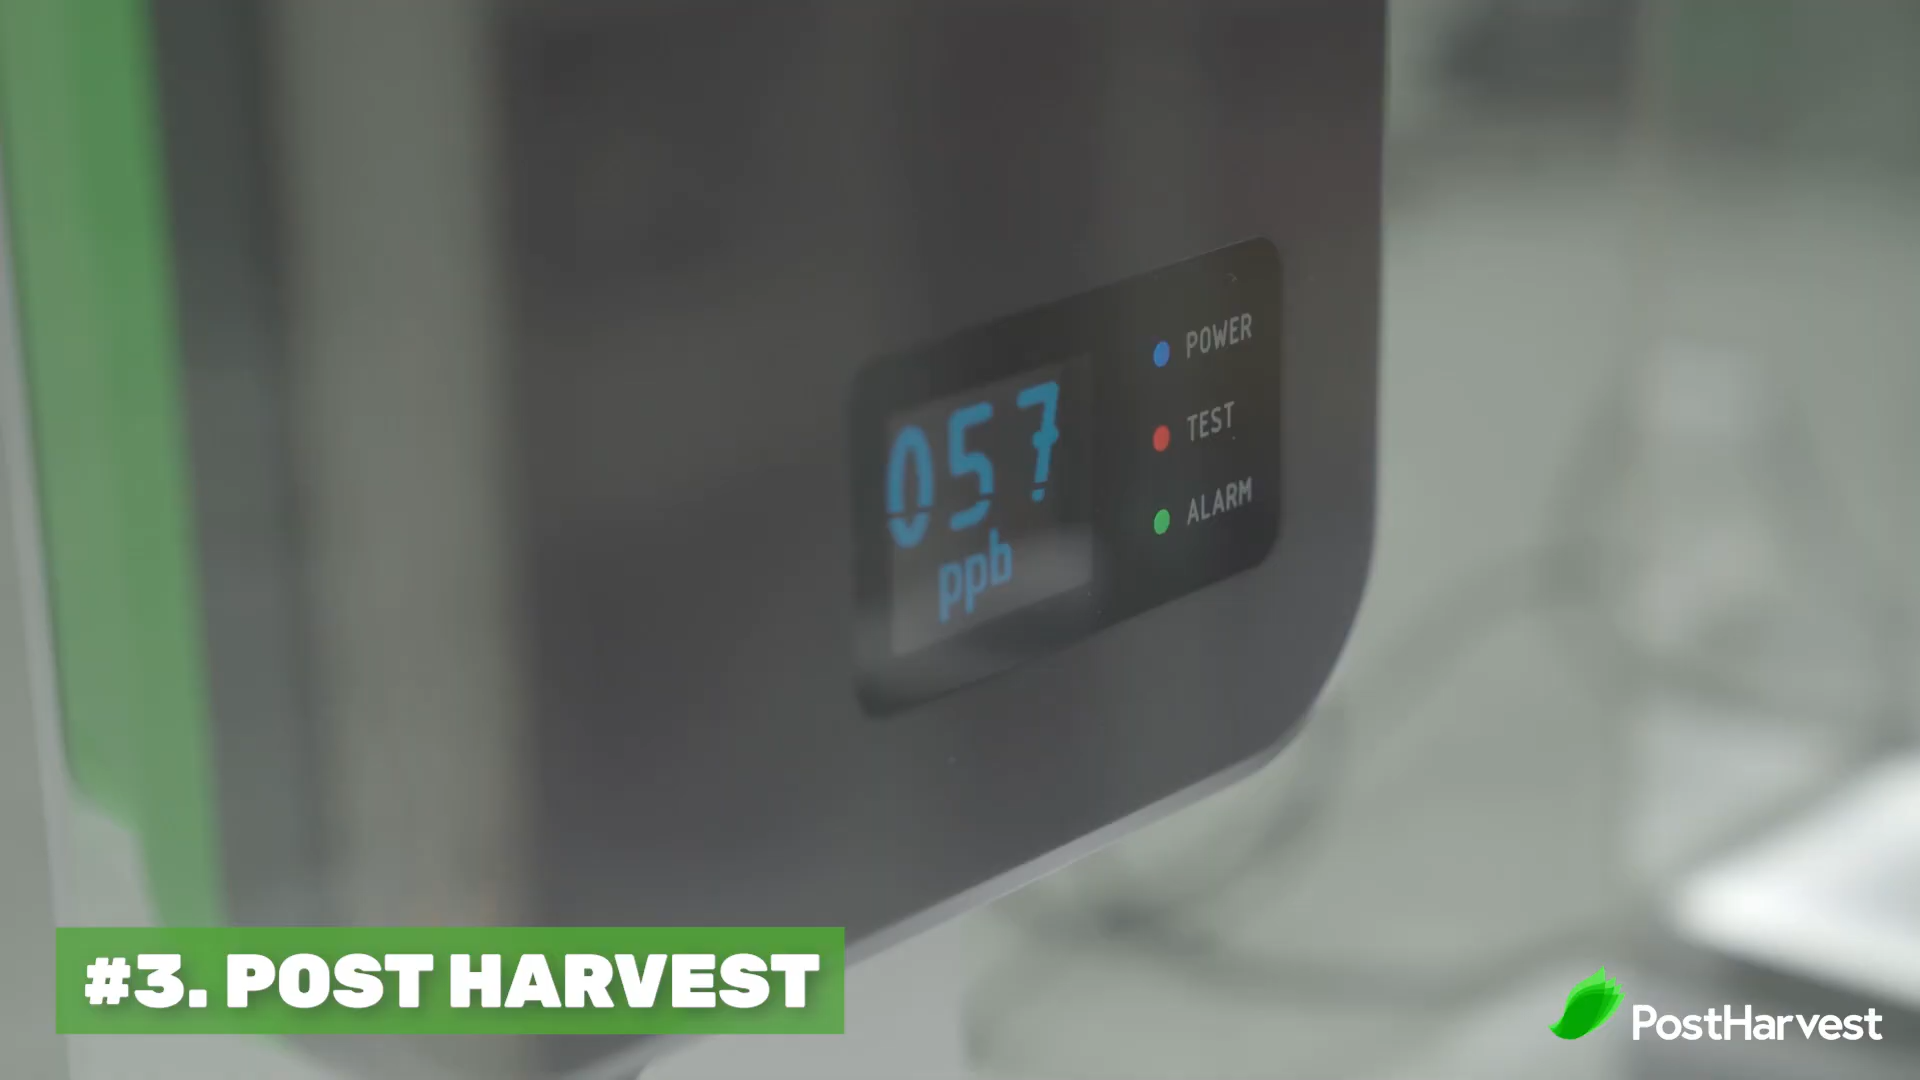 057
ppb
POWER
TEST
ALARM
#3. POST HARVEST
PostHarvest